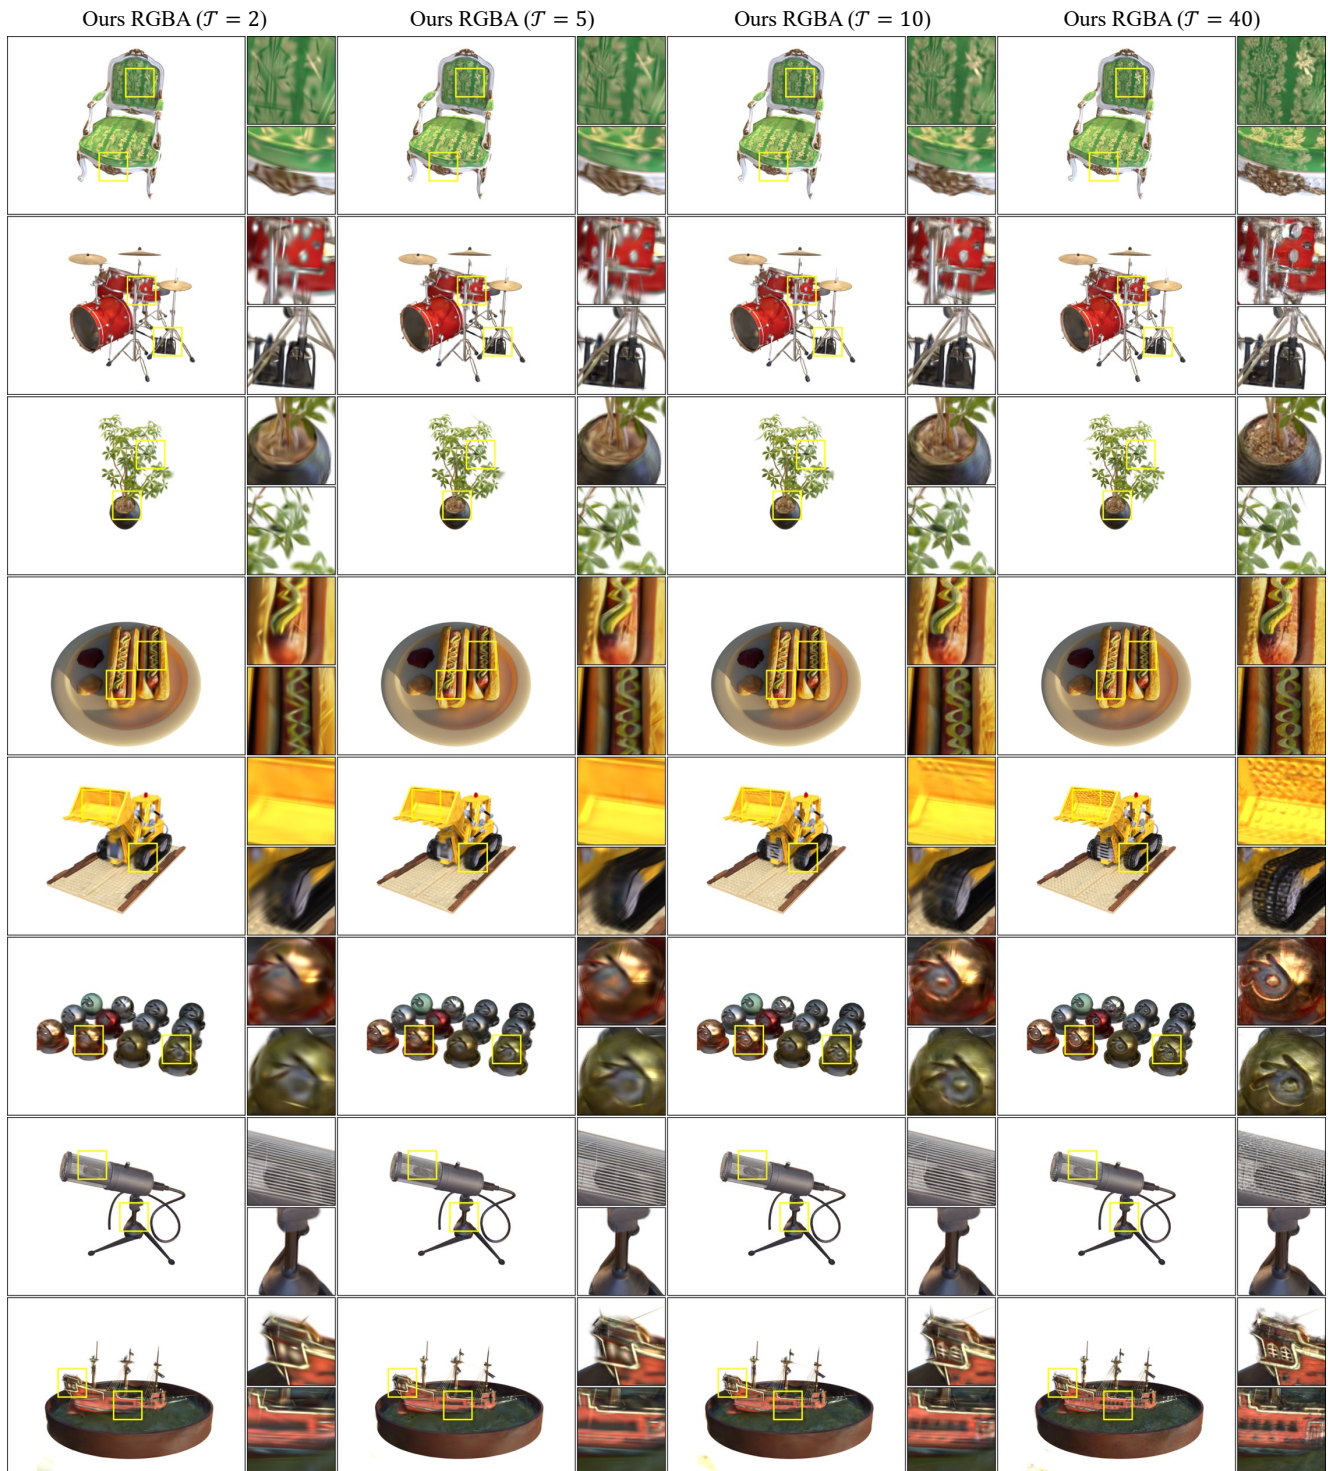 Ours RGBA (𝒯 = 2) Ours RGBA (𝒯 = 5) Ours RGBA (𝒯 = 10) Ours RGBA (𝒯 = 40)